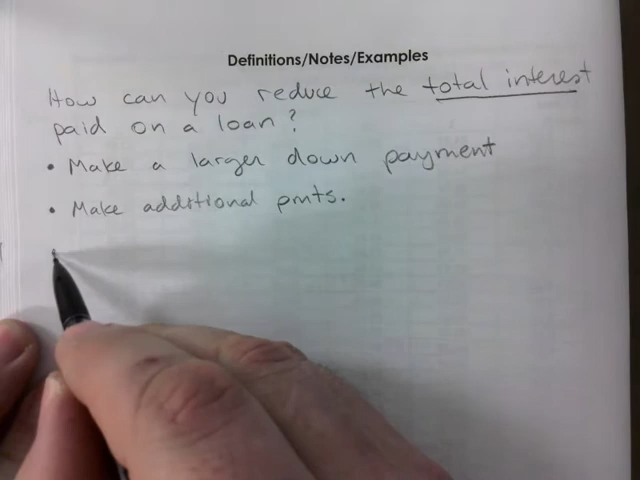 Definitions/Notes/Examples
How can you reduce the total interest
paid on a loan?
• Make a larger down payment
• Make additional pmts.